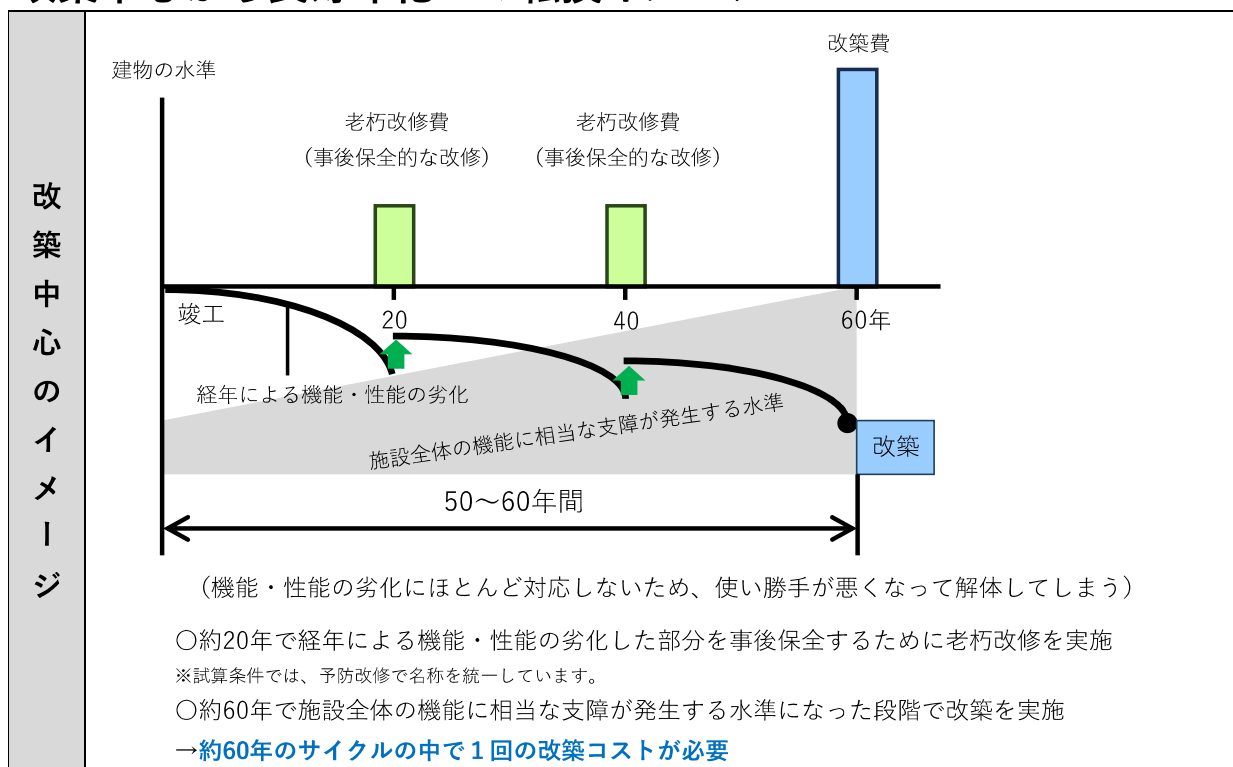 改築中心のイメージ
建物の水準
改築費
老朽改修費
（事後保全的な改修）
老朽改修費
（事後保全的な改修）
竣工
20
40
60年
経年による機能・性能の劣化
施設全体の機能に相当な支障が発生する水準
改築
50～60年間
（機能・性能の劣化にほとんど対応しないため、使い勝手が悪くなって解体してしまう）
○約20年で経年による機能・性能の劣化した部分を事後保全するために老朽改修を実施
※試算条件では、予防改修で名称を統一しています。
○約60年で施設全体の機能に相当な支障が発生する水準になった段階で改築を実施
→約60年のサイクルの中で１回の改築コストが必要